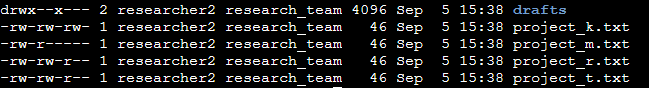 drwx--x--- 2 researcher2 research_team 4096 Sep  5 15:38 drafts
-rw-rw-rw- 1 researcher2 research_team   46 Sep  5 15:38 project_k.txt
-rw-r----- 1 researcher2 research_team   46 Sep  5 15:38 project_m.txt
-rw-rw-r-- 1 researcher2 research_team   46 Sep  5 15:38 project_r.txt
-rw-rw-r-- 1 researcher2 research_team   46 Sep  5 15:38 project_t.txt